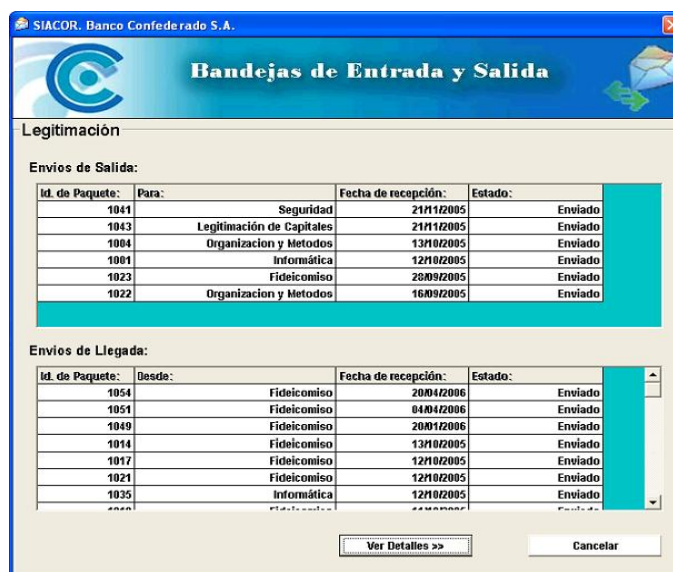 SIACOR. Banco Confederado S.A.
Bandejas de Entrada y Salida
Legitimación
Envios de Salida:
Id. de Paquete: Para: Fecha de recepción: Estado:
1041 Seguridad 21/11/2005 Enviado
1043 Legitimación de Capitales 21/11/2005 Enviado
1004 Organizacion y Metodos 13/10/2005 Enviado
1001 Informática 12/10/2005 Enviado
1023 Fideicomiso 28/09/2005 Enviado
1022 Organizacion y Metodos 16/09/2005 Enviado
Envios de Llegada:
Id. de Paquete: Desde: Fecha de recepción: Estado:
1054 Fideicomiso 20/04/2006 Enviado
1051 Fideicomiso 04/04/2006 Enviado
1049 Fideicomiso 20/01/2006 Enviado
1014 Fideicomiso 13/10/2005 Enviado
1017 Fideicomiso 12/10/2005 Enviado
1021 Fideicomiso 12/10/2005 Enviado
1035 Informática 12/10/2005 Enviado
Ver Detalles >> Cancelar